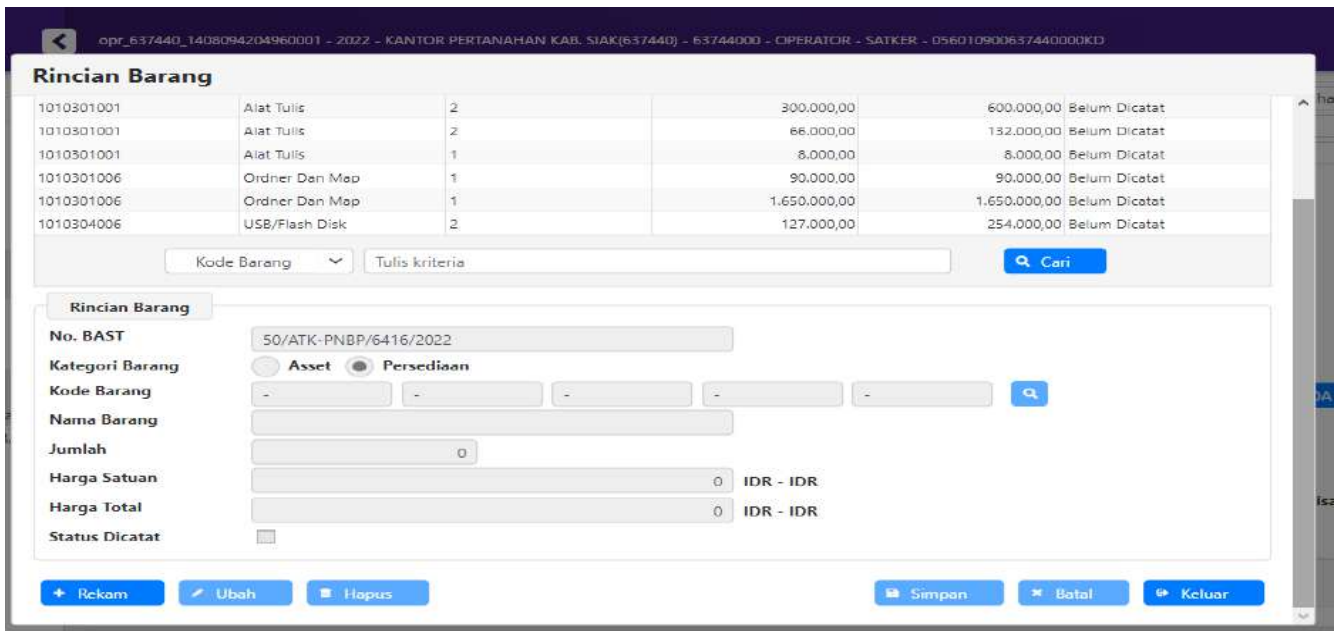 opr_637440_1408094204960001 - 2022 - KANTOR PERTANAHAN KAB. SIAK(637440) - 63744000 - OPERATOR - SATKER - 056010900637440000KD
Rincian Barang
1010301001 Alat Tulis 2 300.000,00 600.000,00 Belum Dicatat
1010301001 Alat Tulis 2 66.000,00 132.000,00 Belum Dicatat
1010301001 Alat Tulis 1 8.000,00 8.000,00 Belum Dicatat
1010301006 Ordner Dan Map 1 90.000,00 90.000,00 Belum Dicatat
1010301006 Ordner Dan Map 1 1.650.000,00 1.650.000,00 Belum Dicatat
1010304006 USB/Flash Disk 2 127.000,00 254.000,00 Belum Dicatat
Kode Barang Tulis kriteria Cari
Rincian Barang
No. BAST 50/ATK-PNBP/6416/2022
Kategori Barang Asset Persediaan
Kode Barang - - - - -
Nama Barang
Jumlah 0
Harga Satuan 0 IDR - IDR
Harga Total 0 IDR - IDR
Status Dicatat
+ Rekam Ubah Hapus Simpan Batal Keluar